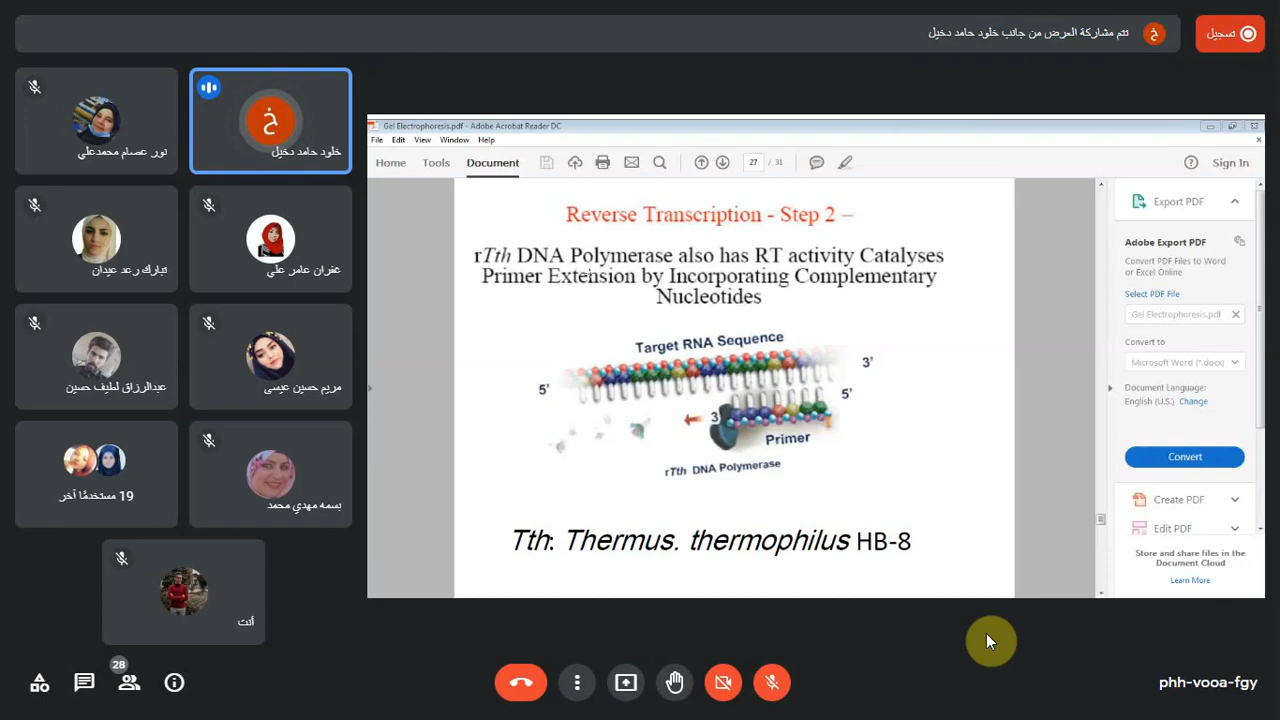 تتم مشاركة العرض من جانب خلود حامد دخيل
خ
تسجيل
نور عصام محمدعلي
خ
خلود حامد دخيل
تبارك رعد عيدان
غفران عامر علي
عبدالرزاق لطيف حسين
مريم حسين عيسى
19 مستخدمًا آخر
بسمه مهدي محمد
أنت
Gel Electrophoresis.pdf - Adobe Acrobat Reader DC
File Edit View Window Help
Home Tools Document 27 / 31 Sign In
Reverse Transcription - Step 2 –
rTth DNA Polymerase also has RT activity Catalyses
Primer Extension by Incorporating Complementary
Nucleotides
Target RNA Sequence
3'
5'
5'
3'
Primer
rTth DNA Polymerase
Tth: Thermus. thermophilus HB-8
Export PDF
Adobe Export PDF
Convert PDF Files to Word
or Excel Online
Select PDF File
Gel Electrophoresis.pdf
Convert to
Microsoft Word (*.docx)
Document Language:
English (U.S.) Change
Convert
Create PDF
Edit PDF
Store and share files in the
Document Cloud
Learn More
28
phh-vooa-fgy